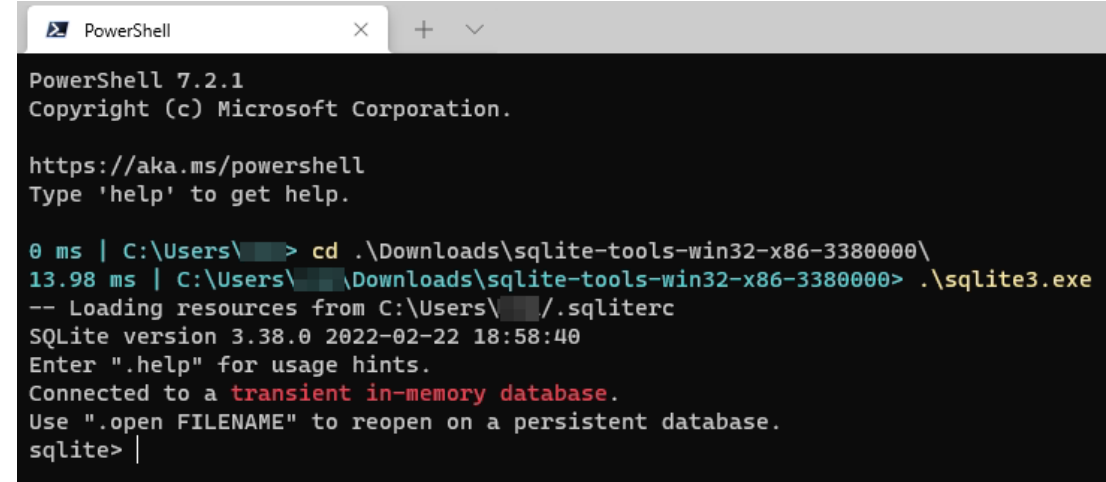 PowerShell
PowerShell 7.2.1
Copyright (c) Microsoft Corporation.
https://aka.ms/powershell
Type 'help' to get help.
0 ms | C:\Users\ > cd .\Downloads\sqlite-tools-win32-x86-3380000\
13.98 ms | C:\Users\ \Downloads\sqlite-tools-win32-x86-3380000> .\sqlite3.exe
-- Loading resources from C:\Users\ /.sqliterc
SQLite version 3.38.0 2022-02-22 18:58:40
Enter ".help" for usage hints.
Connected to a transient in-memory database.
Use ".open FILENAME" to reopen on a persistent database.
sqlite>